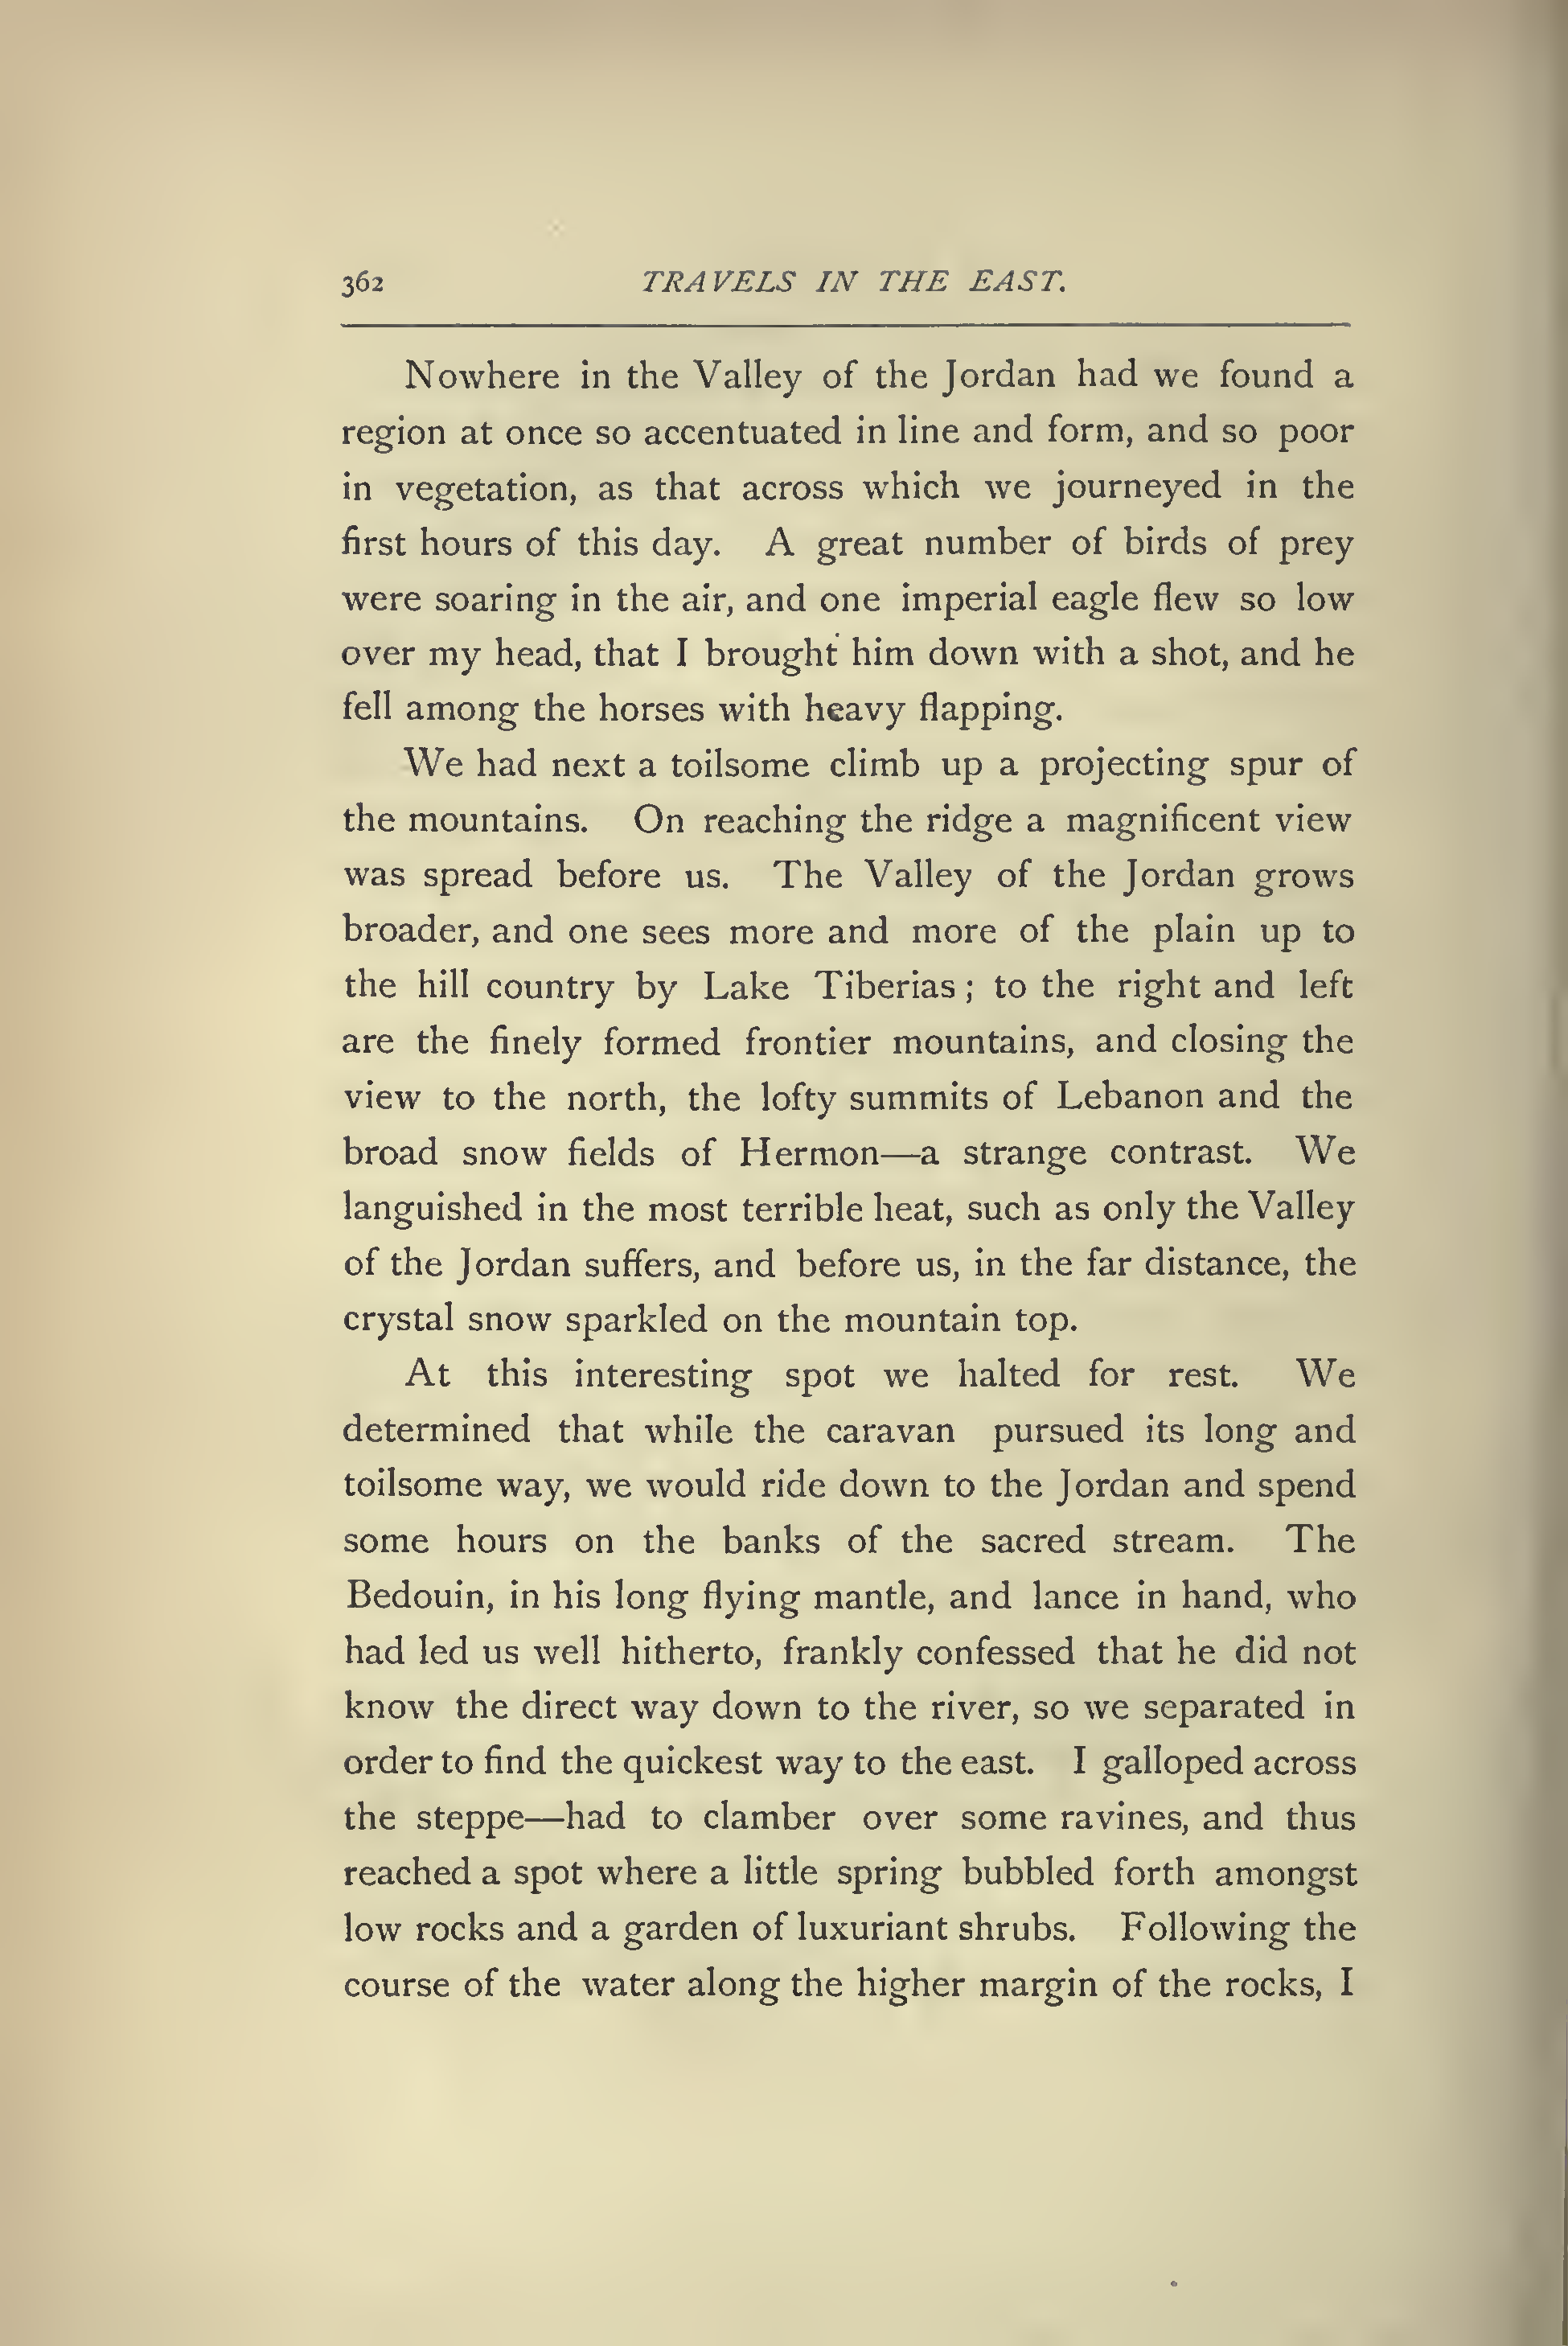 362 TRAVELS IN THE EAST.
Nowhere in the Valley of the Jordan had we found a
region at once so accentuated in line and form, and so poor
in vegetation, as that across which we journeyed in the
first hours of this day. A great number of birds of prey
were soaring in the air, and one imperial eagle flew so low
over my head, that I brought him down with a shot, and he
fell among the horses with heavy flapping.
We had next a toilsome climb up a projecting spur of
the mountains. On reaching the ridge a magnificent view
was spread before us. The Valley of the Jordan grows
broader, and one sees more and more of the plain up to
the hill country by Lake Tiberias; to the right and left
are the finely formed frontier mountains, and closing the
view to the north, the lofty summits of Lebanon and the
broad snow fields of Hermon—a strange contrast. We
languished in the most terrible heat, such as only the Valley
of the Jordan suffers, and before us, in the far distance, the
crystal snow sparkled on the mountain top.
At this interesting spot we halted for rest. We
determined that while the caravan pursued its long and
toilsome way, we would ride down to the Jordan and spend
some hours on the banks of the sacred stream. The
Bedouin, in his long flying mantle, and lance in hand, who
had led us well hitherto, frankly confessed that he did not
know the direct way down to the river, so we separated in
order to find the quickest way to the east. I galloped across
the steppe—had to clamber over some ravines, and thus
reached a spot where a little spring bubbled forth amongst
low rocks and a garden of luxuriant shrubs. Following the
course of the water along the higher margin of the rocks, I